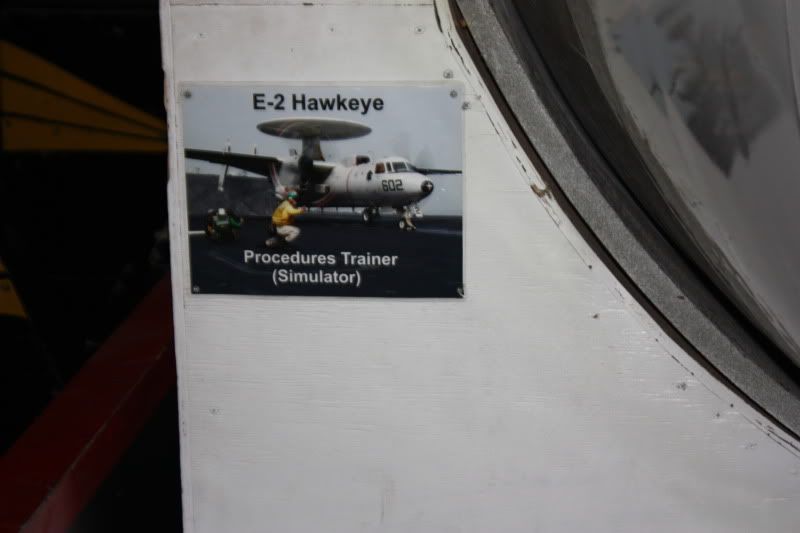 E-2 Hawkeye
602
Procedures Trainer
(Simulator)